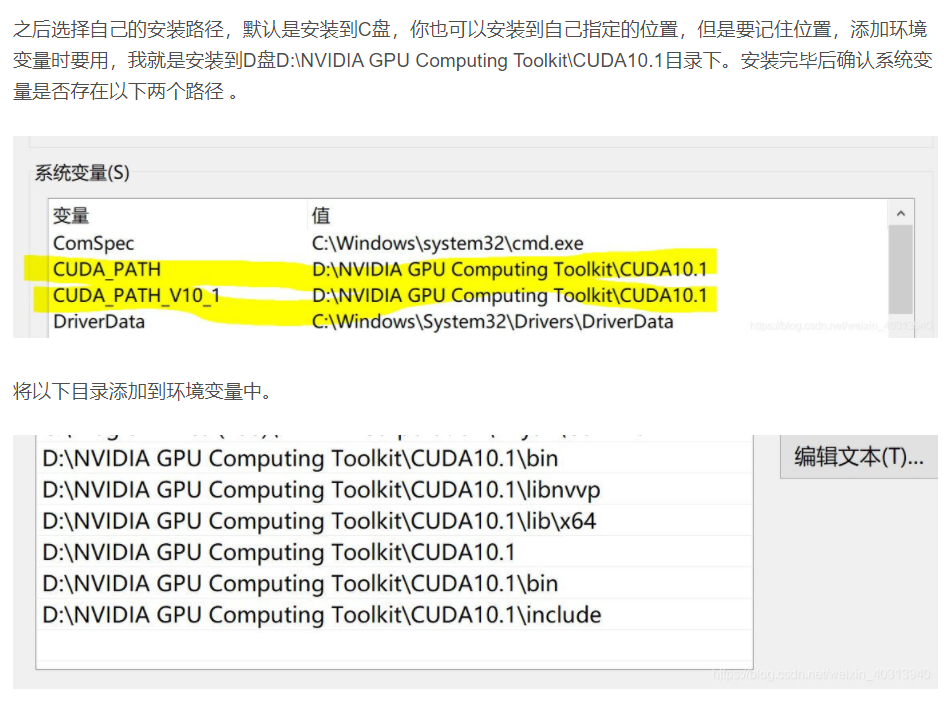 之后选择自己的安装路径，默认是安装到C盘，你也可以安装到自己指定的位置，但是要记住位置，添加环境
变量时要用，我就是安装到D盘D:\NVIDIA GPU Computing Toolkit\CUDA10.1目录下。安装完毕后确认系统变
量是否存在以下两个路径 。
系统变量(S)
变量 值
ComSpec C:\Windows\system32\cmd.exe
CUDA_PATH D:\NVIDIA GPU Computing Toolkit\CUDA10.1
CUDA_PATH_V10_1 D:\NVIDIA GPU Computing Toolkit\CUDA10.1
DriverData C:\Windows\System32\Drivers\DriverData
https://blog.csdn.net/weixin_40313940
将以下目录添加到环境变量中。
D:\NVIDIA GPU Computing Toolkit\CUDA10.1\bin
编辑文本(T)...
D:\NVIDIA GPU Computing Toolkit\CUDA10.1\libnvvp
D:\NVIDIA GPU Computing Toolkit\CUDA10.1\lib\x64
D:\NVIDIA GPU Computing Toolkit\CUDA10.1
D:\NVIDIA GPU Computing Toolkit\CUDA10.1\bin
D:\NVIDIA GPU Computing Toolkit\CUDA10.1\include
https://blog.csdn.net/weixin_40313940